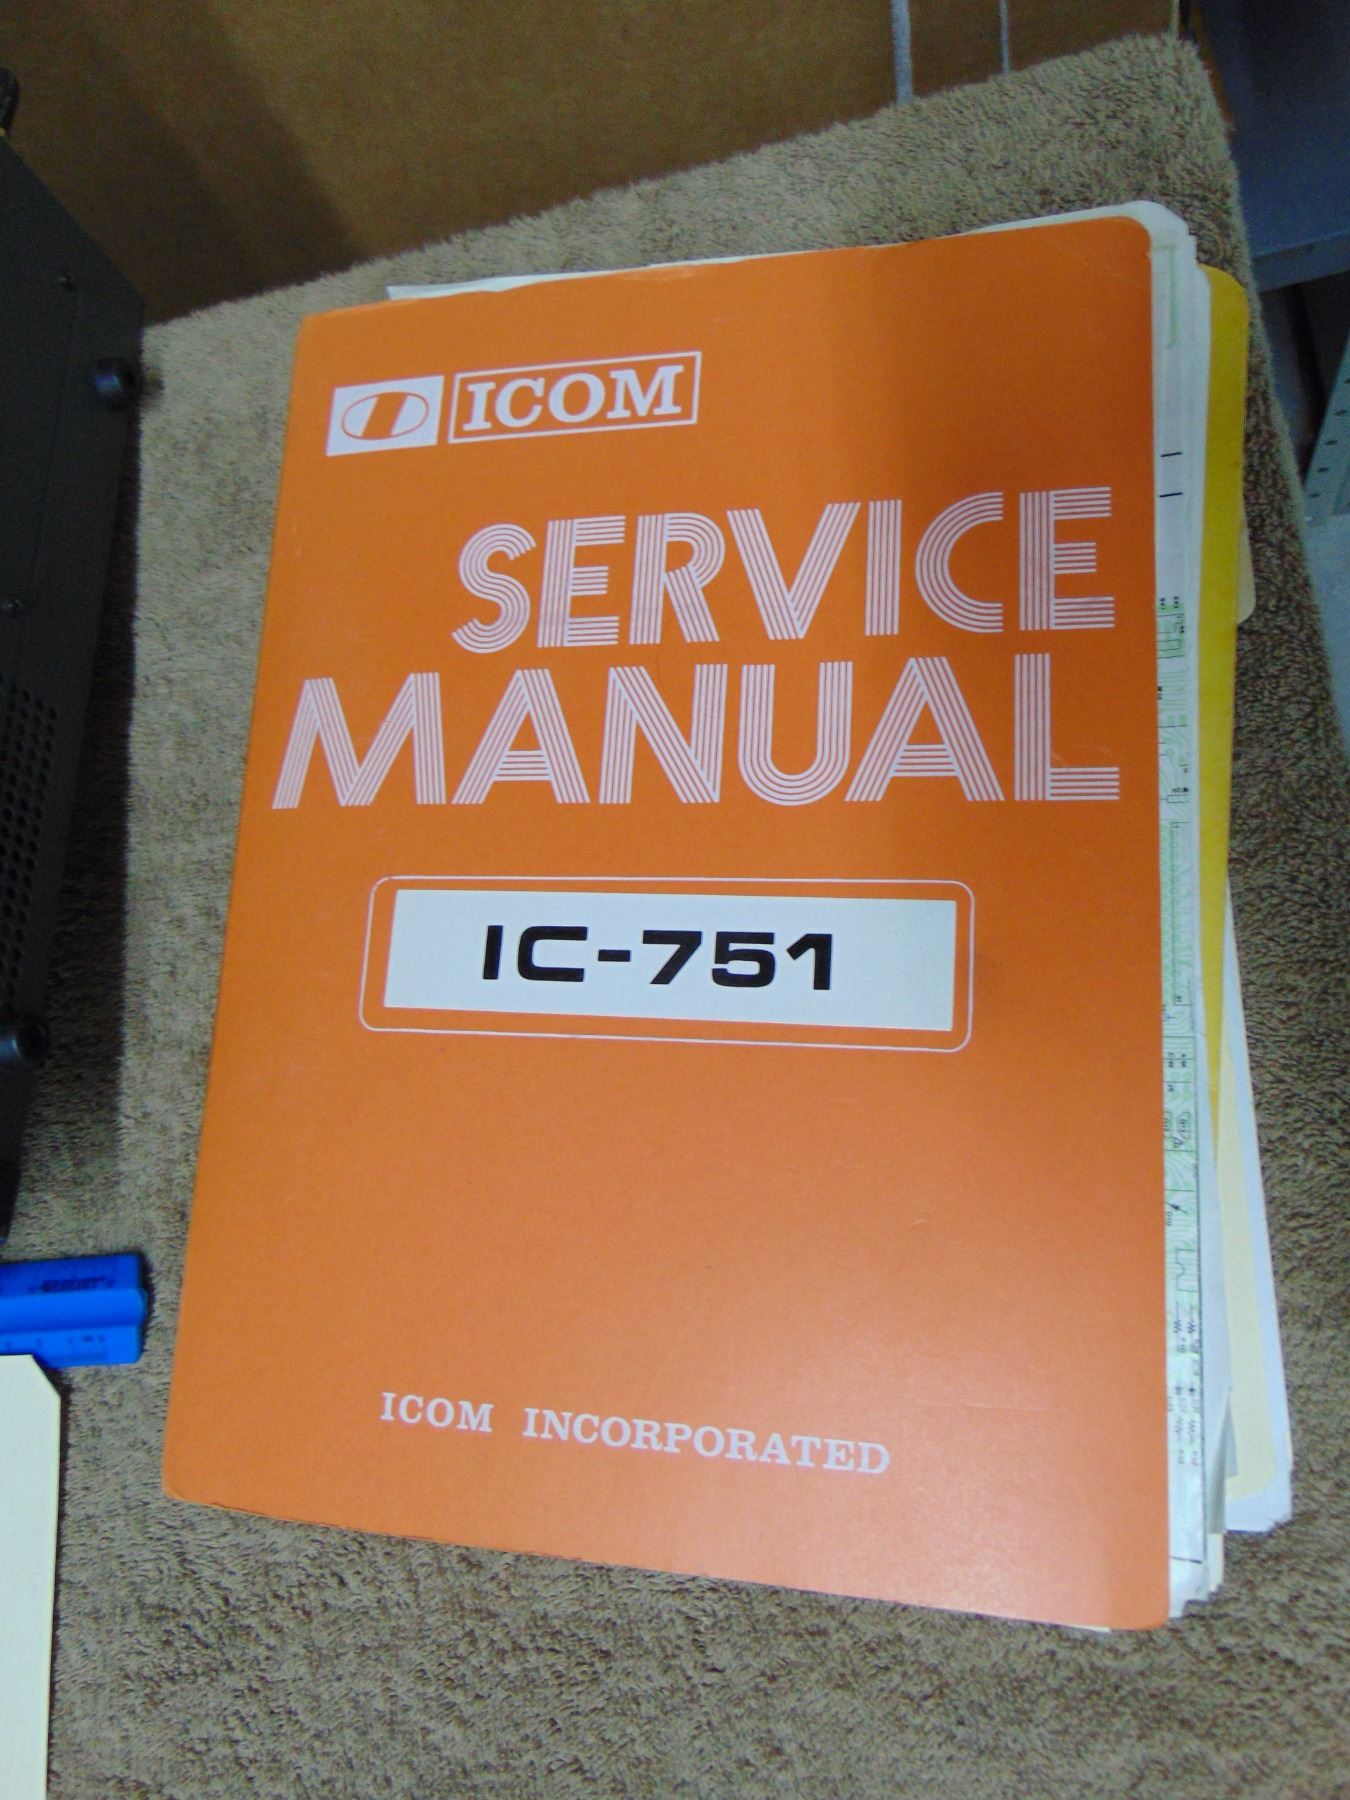 ICOM
SERVICE
MANUAL
IC-751
ICOM INCORPORATED